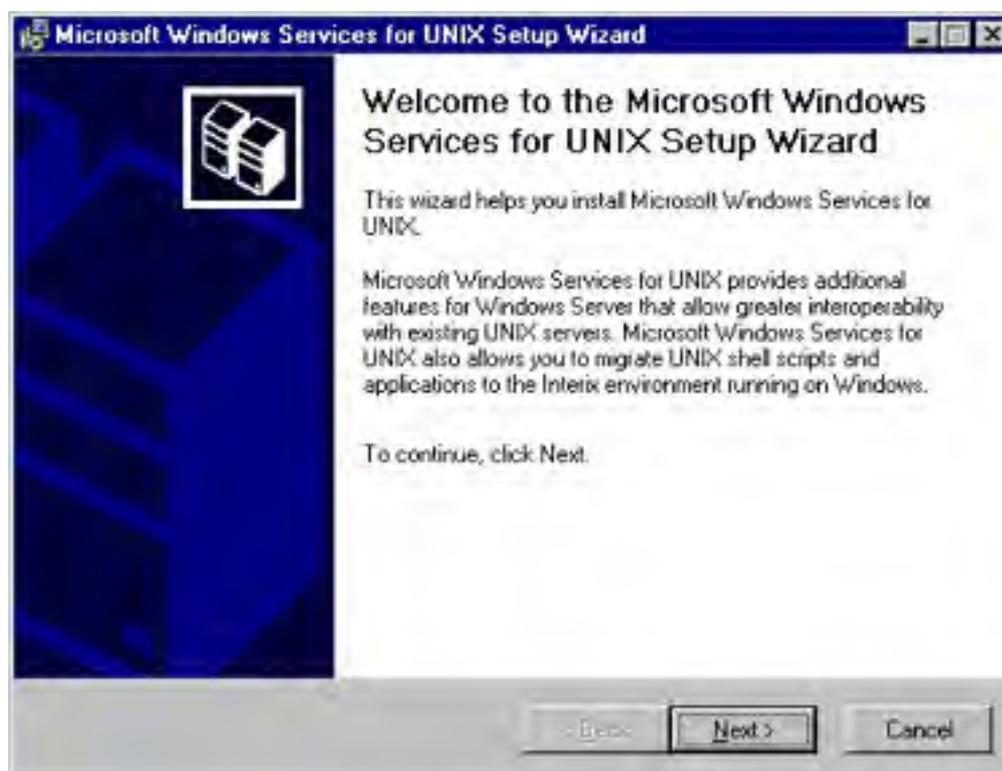 Microsoft Windows Services for UNIX Setup Wizard
Welcome to the Microsoft Windows
Services for UNIX Setup Wizard
This wizard helps you install Microsoft Windows Services for
UNIX.
Microsoft Windows Services for UNIX provides additional
features for Windows Server that allow greater interoperability
with existing UNIX servers. Microsoft Windows Services for
UNIX also allows you to migrate UNIX shell scripts and
applications to the Interix environment running on Windows.
To continue, click Next.
< Back Next > Cancel